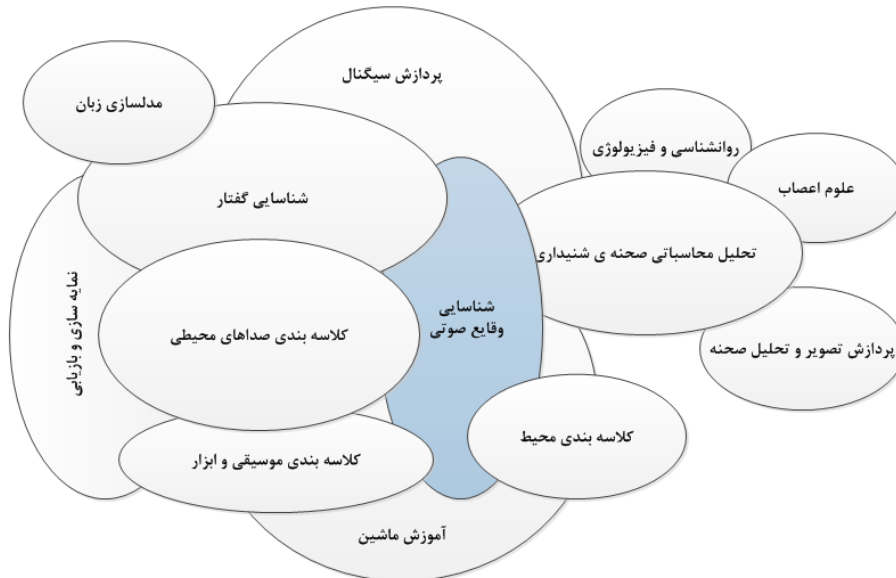 پردازش سیگنال
مدلسازی زبان
روانشناسی و فیزیولوژی
علوم اعصاب
شناسایی گفتار
تحلیل محاسباتی صحنه ی شنیداری
شناسایی
وقایع صوتی
کلاسه بندی صداهای محیطی
نمایه سازی و بازیابی
پردازش تصویر و تحلیل صحنه
کلاسه بندی محیط
کلاسه بندی موسیقی و ابزار
آموزش ماشین